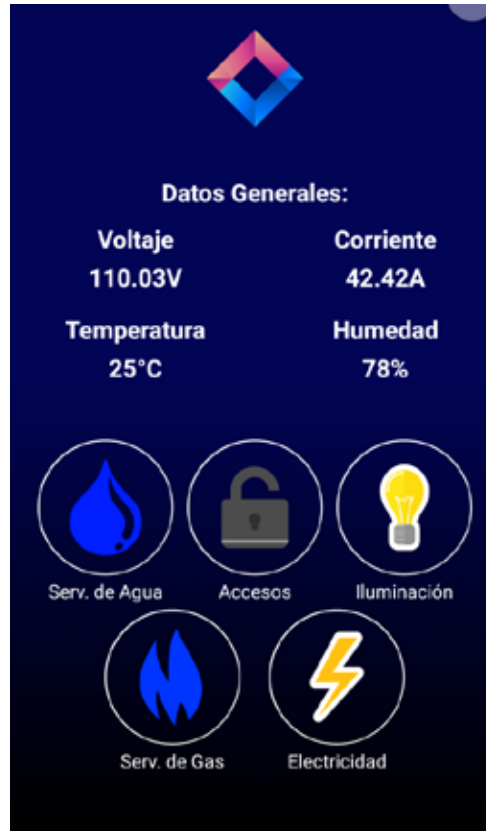 Datos Generales:
Voltaje Corriente
110.03V 42.42A
Temperatura Humedad
25°C 78%
Serv. de Agua Accesos Iluminación
Serv. de Gas Electricidad